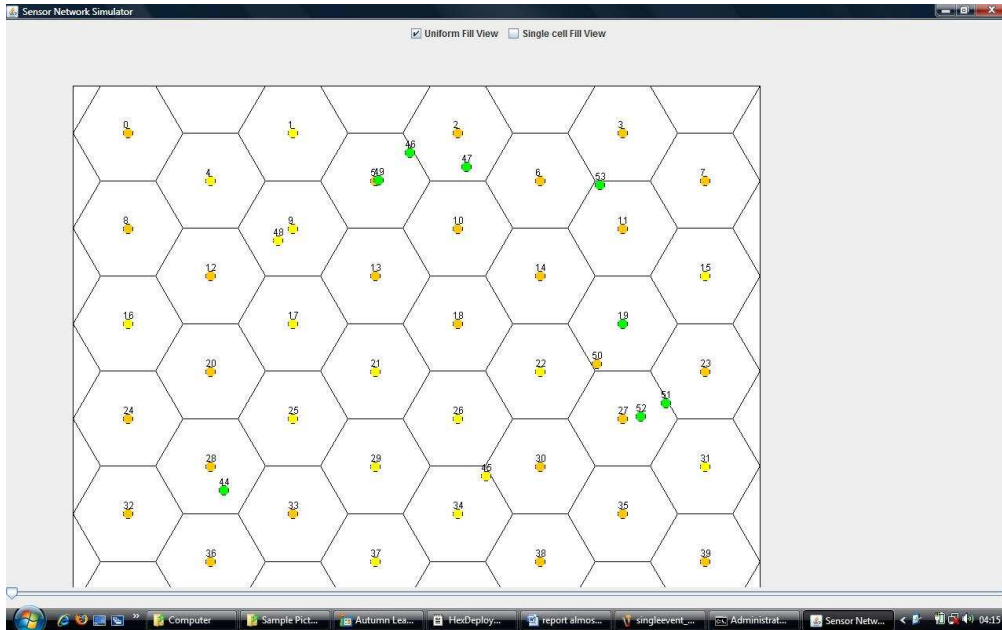 Sensor Network Simulator
Uniform Fill View Single cell Fill View
0 1 2 3
46
47
4 5 49 6 53 7
8 48 9 10 11
12 13 14 15
16 17 18 19
50
20 21 22 23
51
24 25 26 27 52
28 29 45 30 31
44
32 33 34 35
36 37 38 39
Computer Sample Pict... Autumn Lea... HexDeploy... report almos... singleevent_... Administrat... Sensor Netw... 04:15